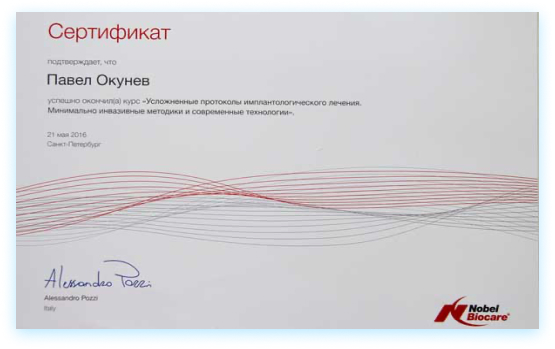 Сертификат
подтверждает, что
Павел Окунев
успешно окончил(а) курс «Усложненные протоколы имплантологического лечения.
Минимально инвазивные методики и современные технологии».
21 мая 2016
Санкт-Петербург
Alessandro Pozzi
Alessandro Pozzi
Italy
Nobel
Biocare®